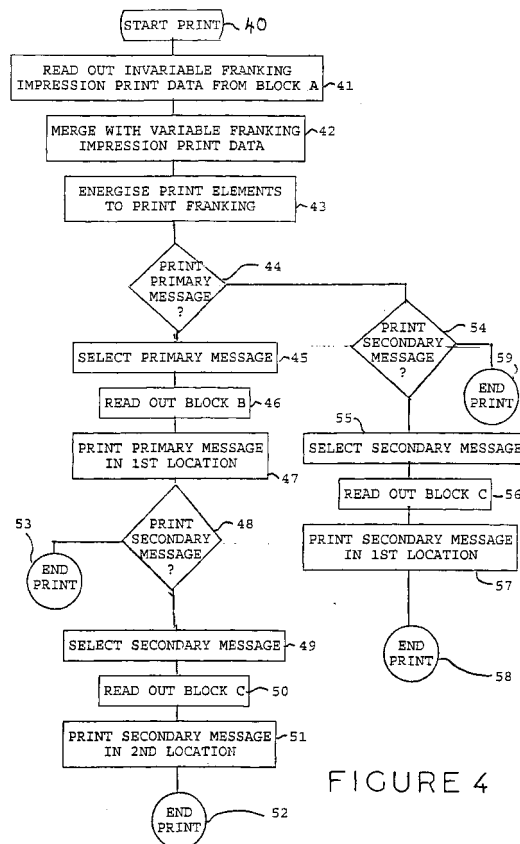 START PRINT
40
READ OUT INVARIABLE FRANKING
IMPRESSION PRINT DATA FROM BLOCK A
41
MERGE WITH VARIABLE FRANKING
IMPRESSION PRINT DATA
42
ENERGISE PRINT ELEMENTS
TO PRINT FRANKING
43
PRINT
PRIMARY
MESSAGE
?
44
SELECT PRIMARY MESSAGE
45
READ OUT BLOCK B
46
PRINT PRIMARY MESSAGE
IN 1ST LOCATION
47
PRINT
SECONDARY
MESSAGE
?
48
53
END
PRINT
SELECT SECONDARY MESSAGE
49
READ OUT BLOCK C
50
PRINT SECONDARY MESSAGE
IN 2ND LOCATION
51
END
PRINT
52
PRINT
SECONDARY
MESSAGE
?
54
59
END
PRINT
55
SELECT SECONDARY MESSAGE
READ OUT BLOCK C
56
PRINT SECONDARY MESSAGE
IN 1ST LOCATION
57
END
PRINT
58
FIGURE 4